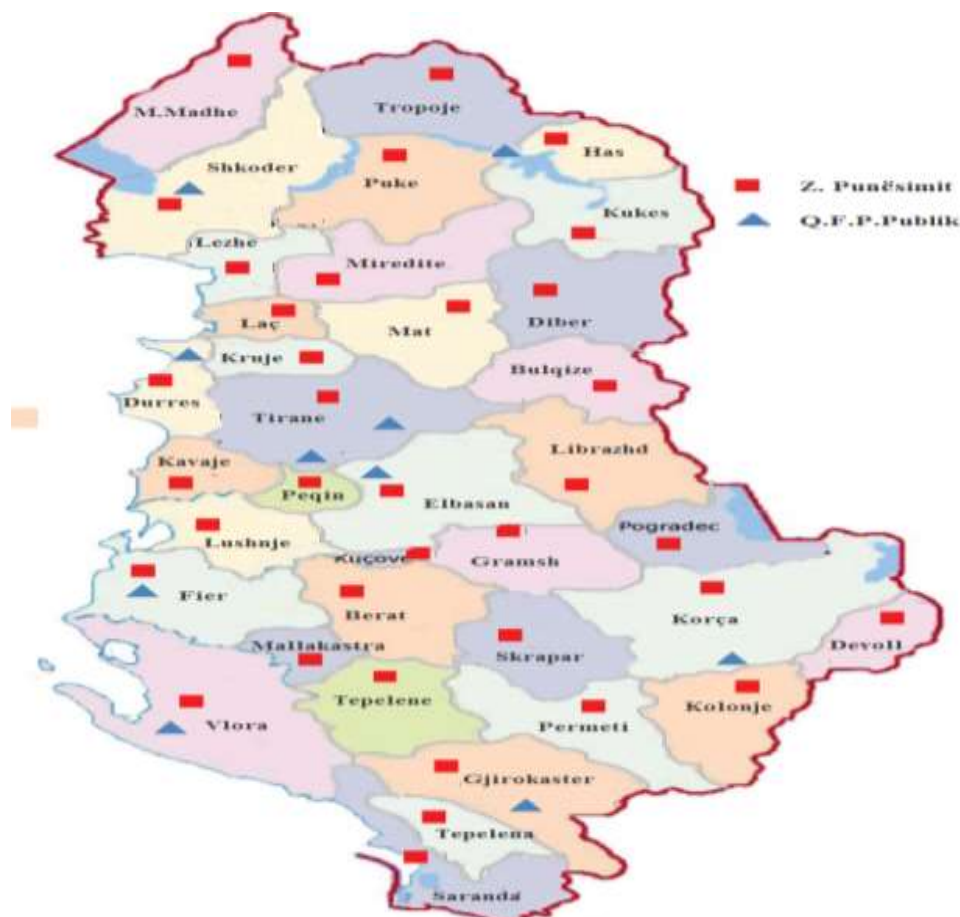 M.Madhe
Tropoje
Has
Shkoder
Puke
Z. Punësimit
Kukes
Q.F.P.Publik
Lezhe
Miredite
Laç
Mat
Diber
Kruje
Bulqize
Durres
Tirane
Librazhd
Kavaje
Peqin
Elbasan
Pogradec
Lushnje
Kuçove
Gramsh
Fier
Berat
Korça
Mallakastra
Skrapar
Devoll
Tepelene
Vlora
Permeti
Kolonje
Gjirokaster
Tepelena
Saranda